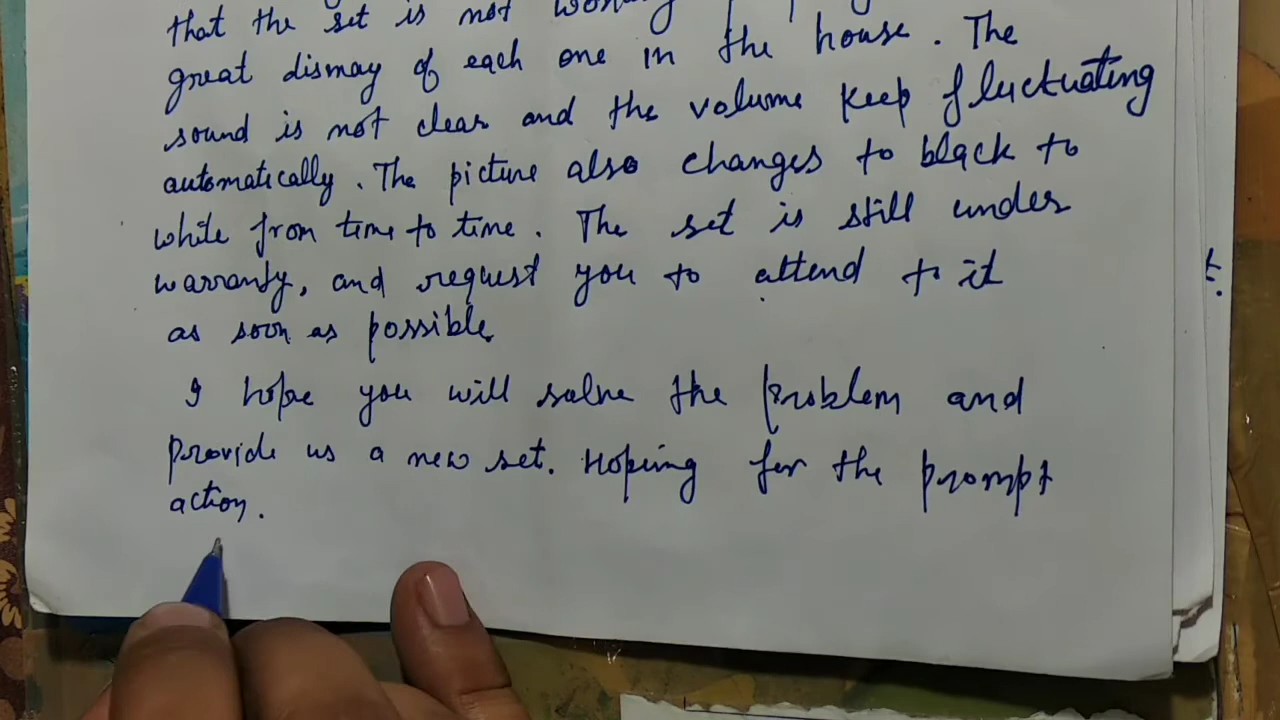 that the set is not
great dismay of each one in the house. The
sound is not clear and the volume keep fluctuating
automatically. The picture also changes to black to
white from time to time. The set is still under
warranty, and request you to attend to it
as soon as possible.
I hope you will solve the problem and
provide us a new set. Hoping for the prompt
action.